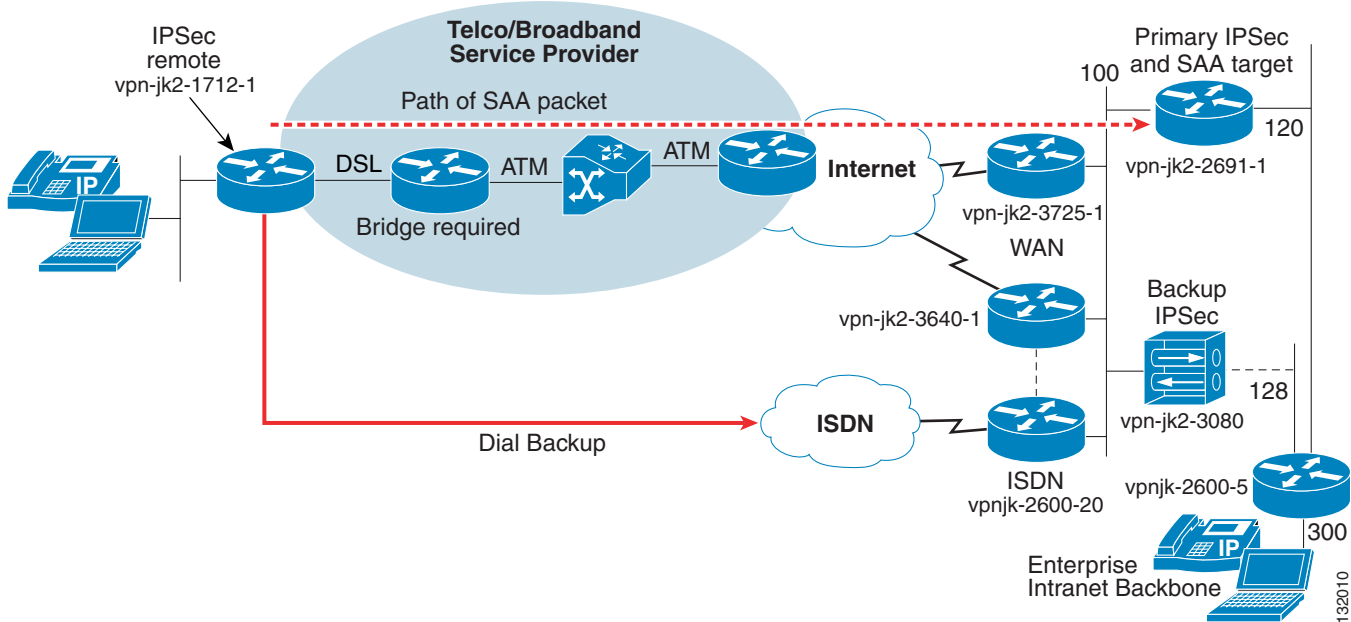 Telco/Broadband
Service Provider
IPSec
remote
vpn-jk2-1712-1
Primary IPSec
and SAA target
100
Path of SAA packet
120
IP
DSL
ATM
ATM
Internet
vpn-jk2-2691-1
Bridge required
vpn-jk2-3725-1
WAN
Backup
IPSec
vpn-jk2-3640-1
128
ISDN
vpn-jk2-3080
Dial Backup
ISDN
vpnjk-2600-20
vpnjk-2600-5
300
IP
Enterprise
Intranet Backbone
132010